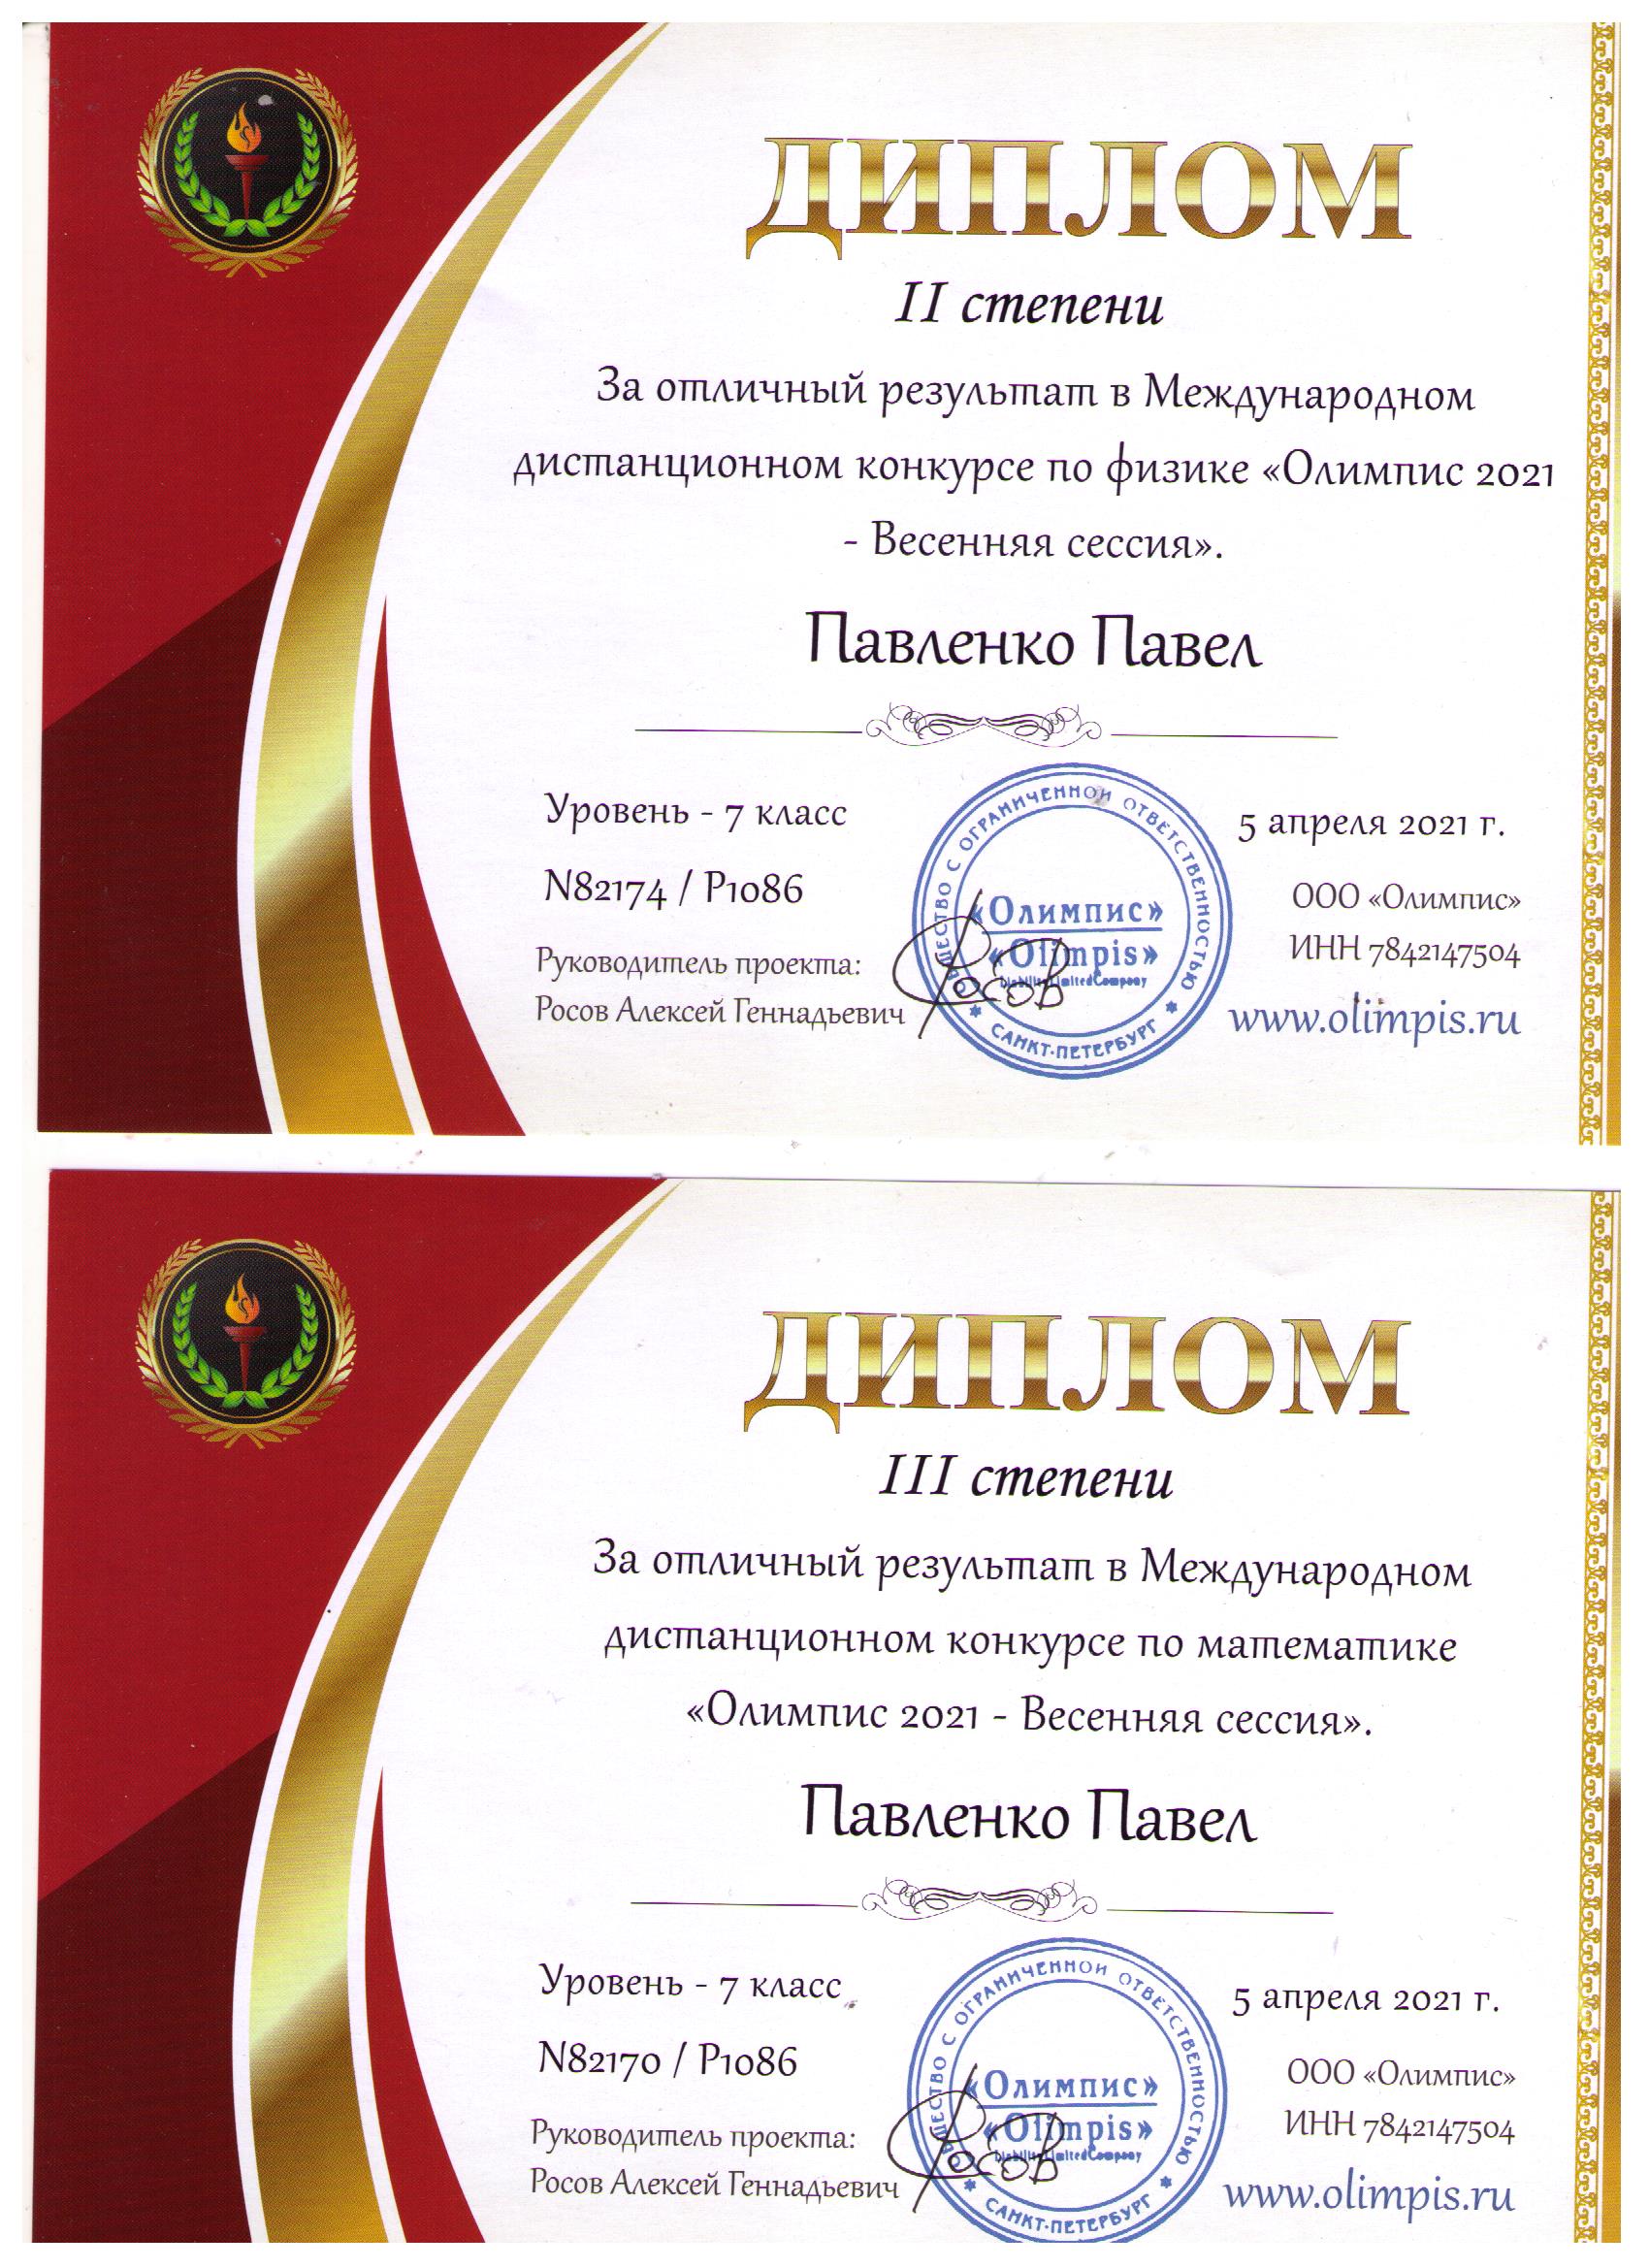 ДИПЛОМ
II степени
За отличный результат в Международном
дистанционном конкурсе по физике «Олимпис 2021
- Весенняя сессия».
Павленко Павел
Уровень - 7 класс
5 апреля 2021 г.
N82174 / P1086
ООО «Олимпис»
ИНН 7842147504
Руководитель проекта:
Росов Алексей Геннадьевич
www.olimpis.ru
ОБЩЕСТВО С ОГРАНИЧЕННОЙ ОТВЕТСТВЕННОСТЬЮ
«Олимпис»
«Olimpis»
Liability Limited Company
САНКТ-ПЕТЕРБУРГ
Росов
ДИПЛОМ
III степени
За отличный результат в Международном
дистанционном конкурсе по математике
«Олимпис 2021 - Весенняя сессия».
Павленко Павел
Уровень - 7 класс
5 апреля 2021 г.
N82170 / P1086
ООО «Олимпис»
ИНН 7842147504
Руководитель проекта:
Росов Алексей Геннадьевич
www.olimpis.ru
ОБЩЕСТВО С ОГРАНИЧЕННОЙ ОТВЕТСТВЕННОСТЬЮ
«Олимпис»
«Olimpis»
Liability Limited Company
САНКТ-ПЕТЕРБУРГ
Росов